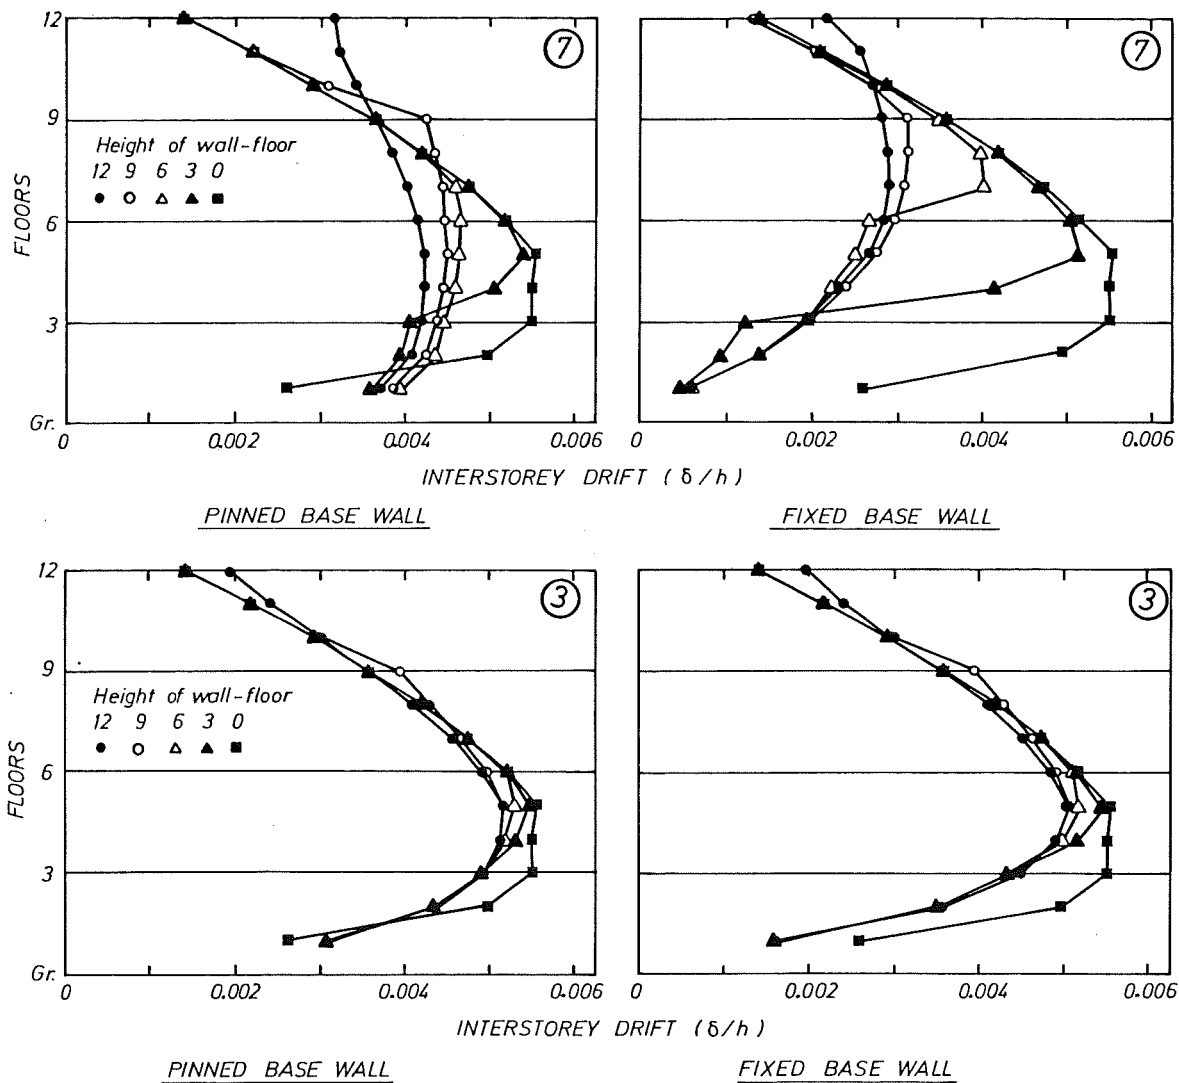 12
9
6
3
Gr.
FLOORS
Height of wall-floor
12 9 6 3 0
7
0 0.002 0.004 0.006
7
0 0.002 0.004 0.006
INTERSTOREY DRIFT (δ/h)
PINNED BASE WALL
FIXED BASE WALL
12
9
6
3
Gr.
FLOORS
Height of wall-floor
12 9 6 3 0
3
0 0.002 0.004 0.006
3
0 0.002 0.004 0.006
INTERSTOREY DRIFT (δ/h)
PINNED BASE WALL
FIXED BASE WALL